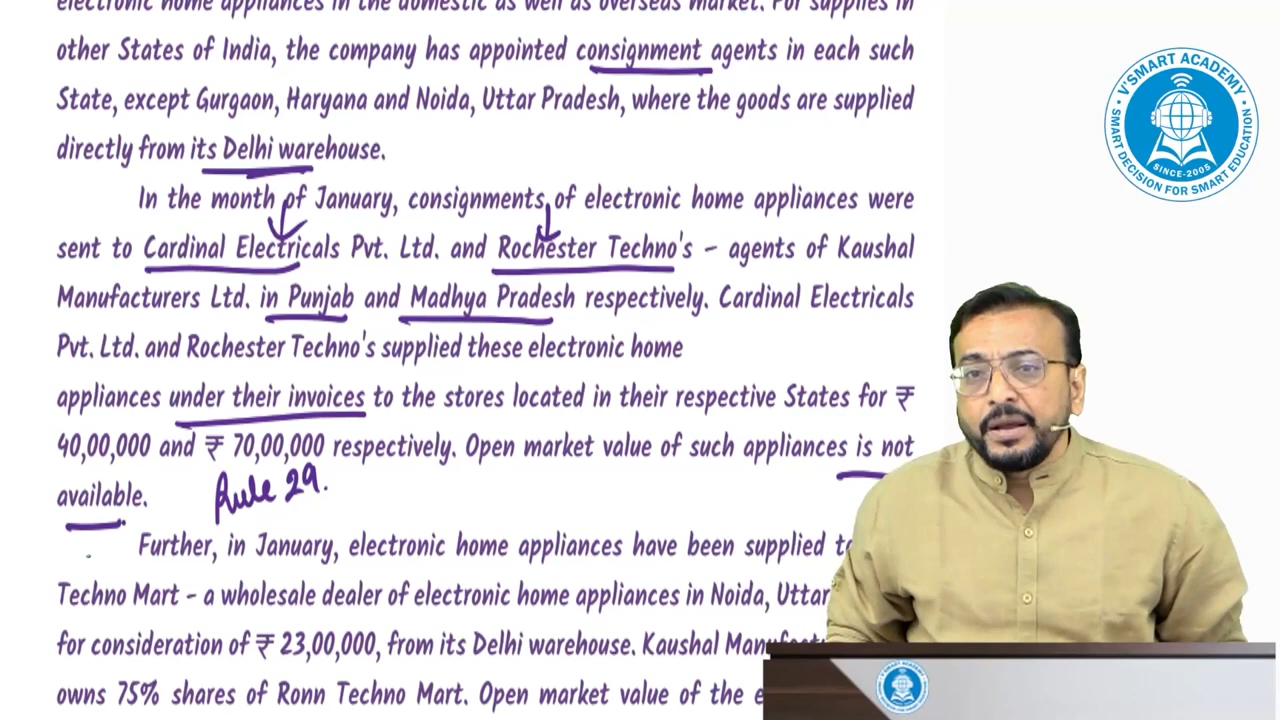 electronic home appliances in the domestic as well as overseas market. For supplies in
other States of India, the company has appointed consignment agents in each such
State, except Gurgaon, Haryana and Noida, Uttar Pradesh, where the goods are supplied
directly from its Delhi warehouse.
In the month of January, consignments of electronic home appliances were
sent to Cardinal Electricals Pvt. Ltd. and Rochester Techno's – agents of Kaushal
Manufacturers Ltd. in Punjab and Madhya Pradesh respectively. Cardinal Electricals
Pvt. Ltd. and Rochester Techno's supplied these electronic home
appliances under their invoices to the stores located in their respective States for ₹
40,00,000 and ₹ 70,00,000 respectively. Open market value of such appliances is not
available.
Rule 29.
Further, in January, electronic home appliances have been supplied
Techno Mart – a wholesale dealer of electronic home appliances in Noida, Uttar
for consideration of ₹ 23,00,000, from its Delhi warehouse. Kaushal
owns 75% shares of Ronn Techno Mart. Open market value of the
V'SMART ACADEMY
SMART DECISION FOR SMART EDUCATION
SINCE-2005